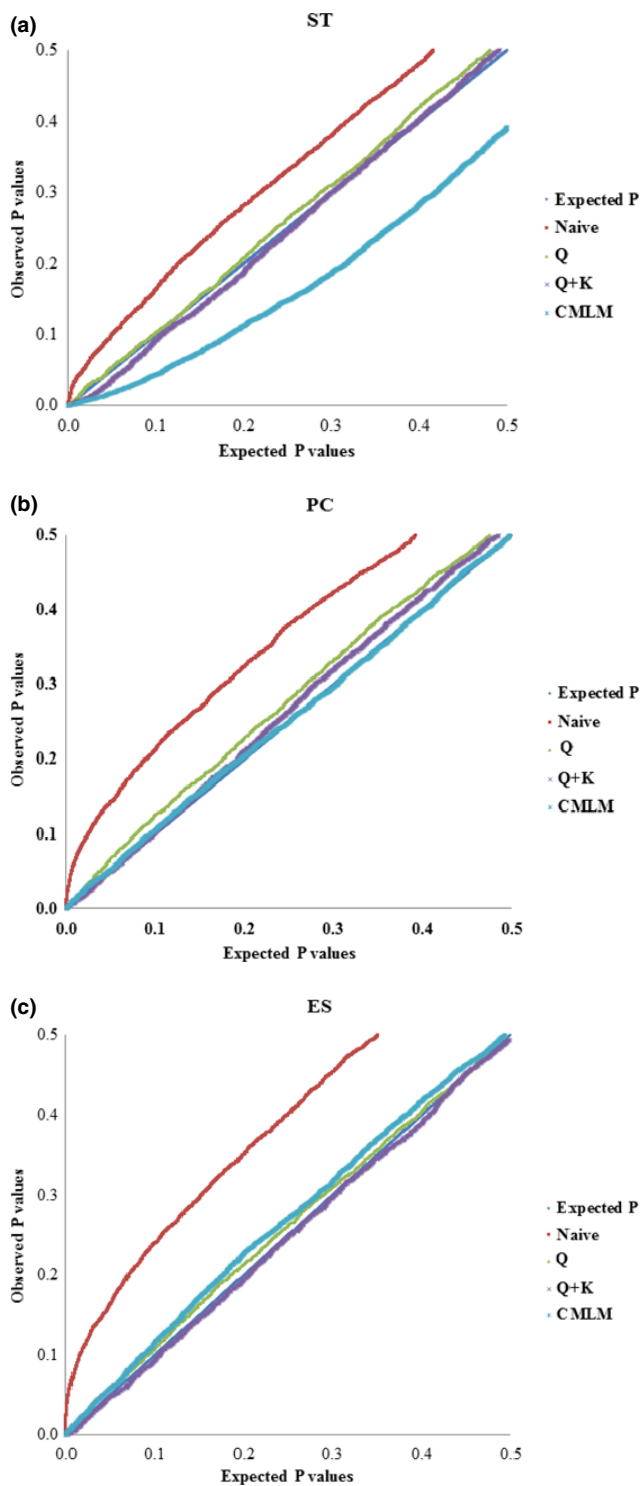 (a)
ST
0.5
0.4
0.3
0.2
0.1
0.0
Observed P values
0.0 0.1 0.2 0.3 0.4 0.5
Expected P values
Expected P
Naive
Q
Q+K
CMLM
(b)
PC
0.5
0.4
0.3
0.2
0.1
0.0
Observed P values
0.0 0.1 0.2 0.3 0.4 0.5
Expected P values
Expected P
Naive
Q
Q+K
CMLM
(c)
ES
0.5
0.4
0.3
0.2
0.1
0.0
Observed P values
0.0 0.1 0.2 0.3 0.4 0.5
Expected P values
Expected P
Naive
Q
Q+K
CMLM